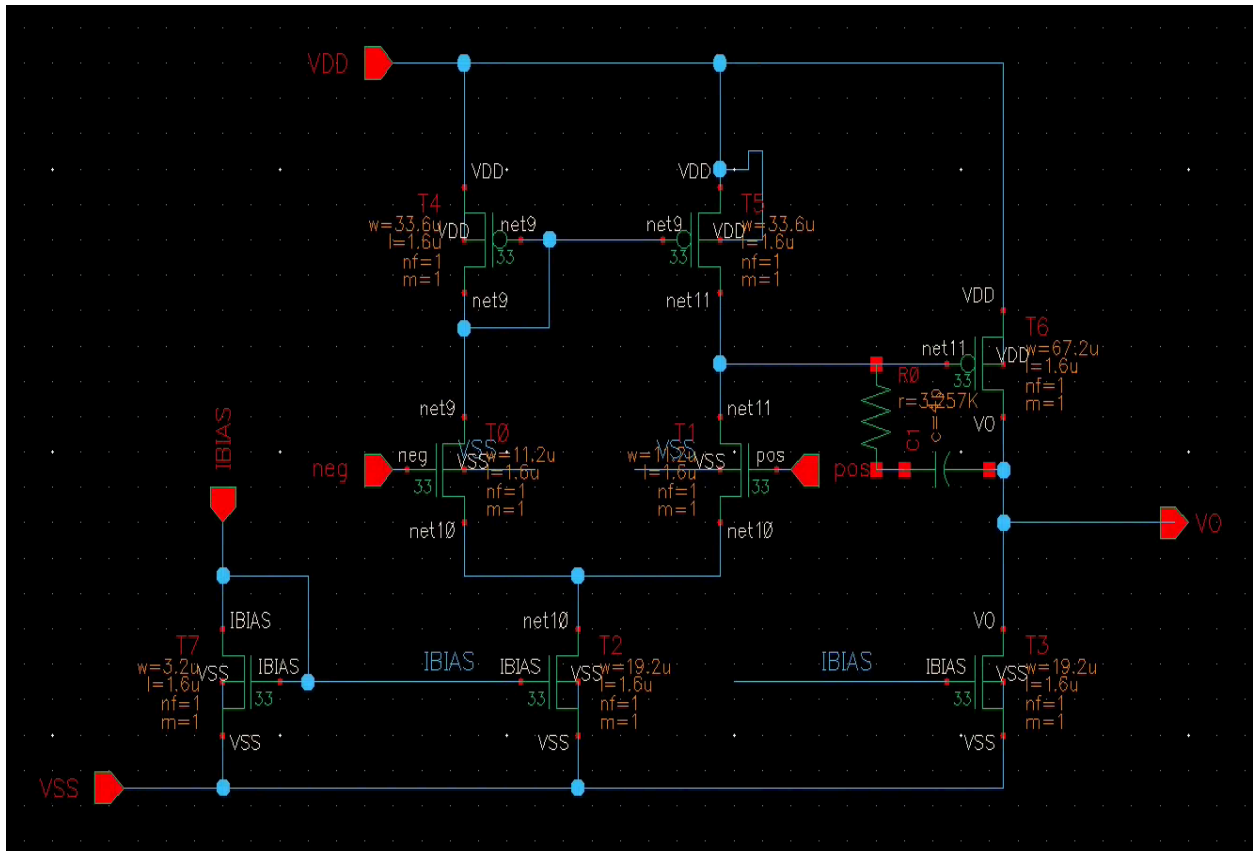 VDD
VDD
VDD
T4
T5
w=33.6u
net9
net9
w=33.6u
VDD
VDD
l=1.6u
l=1.6u
33
33
nf=1
nf=1
m=1
m=1
net9
net11
VDD
T6
net11
w=67.2u
VDD
l=1.6u
33
nf=1
m=1
R0
r=3.257K
C1
VO
IBIAS
net9
net11
T0
T1
VSS
VSS
neg
neg
w=11.2u
VSS
VSS
pos
pos
l=1.6u
l=1.6u
33
33
nf=1
nf=1
m=1
m=1
net10
net10
VO
IBIAS
net10
VO
T7
T2
T3
w=3.2u
IBIAS
IBIAS
IBIAS
w=19.2u
IBIAS
IBIAS
w=19.2u
VSS
VSS
VSS
l=1.6u
l=1.6u
l=1.6u
33
33
33
nf=1
nf=1
nf=1
m=1
m=1
m=1
VSS
VSS
VSS
VSS